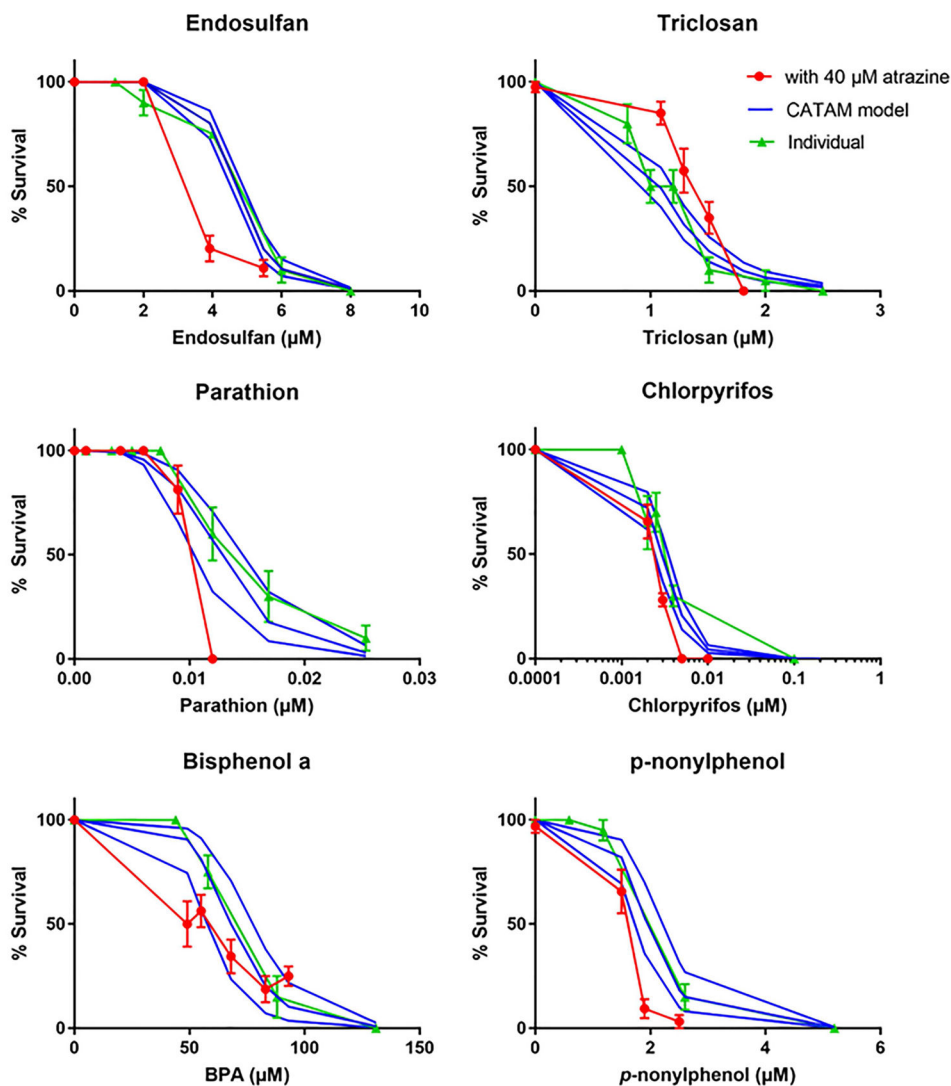 Endosulfan
% Survival
100
50
0
0 2 4 6 8 10
Endosulfan (µM)
Triclosan
with 40 µM atrazine
CATAM model
Individual
% Survival
100
50
0
0 1 2 3
Triclosan (µM)
Parathion
% Survival
100
50
0
0.00 0.01 0.02 0.03
Parathion (µM)
Chlorpyrifos
% Survival
100
50
0
0.0001 0.001 0.01 0.1 1
Chlorpyrifos (µM)
Bisphenol a
% Survival
100
50
0
0 50 100 150
BPA (µM)
p-nonylphenol
% Survival
100
50
0
0 2 4 6
p-nonylphenol (µM)